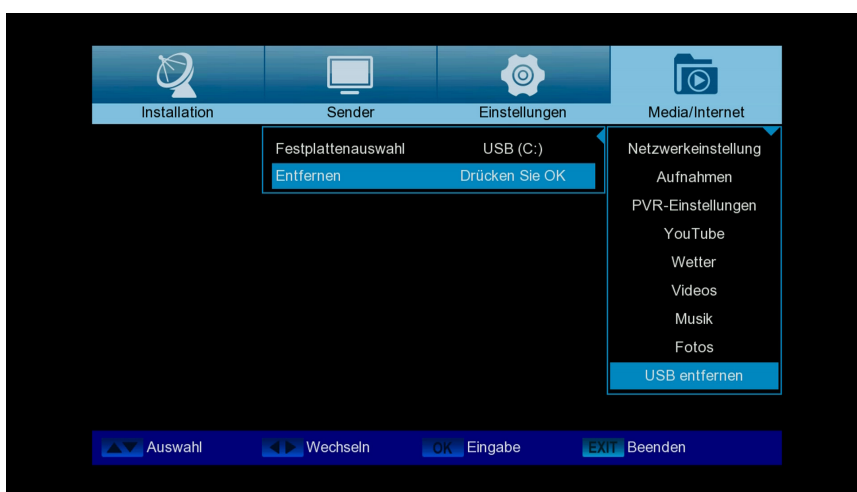 Installation Sender Einstellungen Media/Internet
Festplattenauswahl USB (C:)
Entfernen Drücken Sie OK
Netzwerkeinstellung
Aufnahmen
PVR-Einstellungen
YouTube
Wetter
Videos
Musik
Fotos
USB entfernen
Auswahl Wechseln OK Eingabe EXIT Beenden